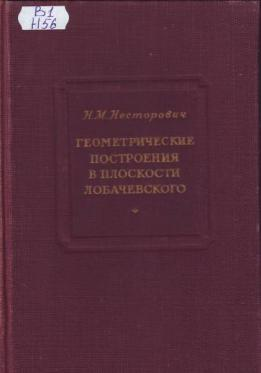 В1
Н56
Н.М.Несторович
ГЕОМЕТРИЧЕСКИЕ
ПОСТРОЕНИЯ
В ПЛОСКОСТИ
ЛОБАЧЕВСКОГО